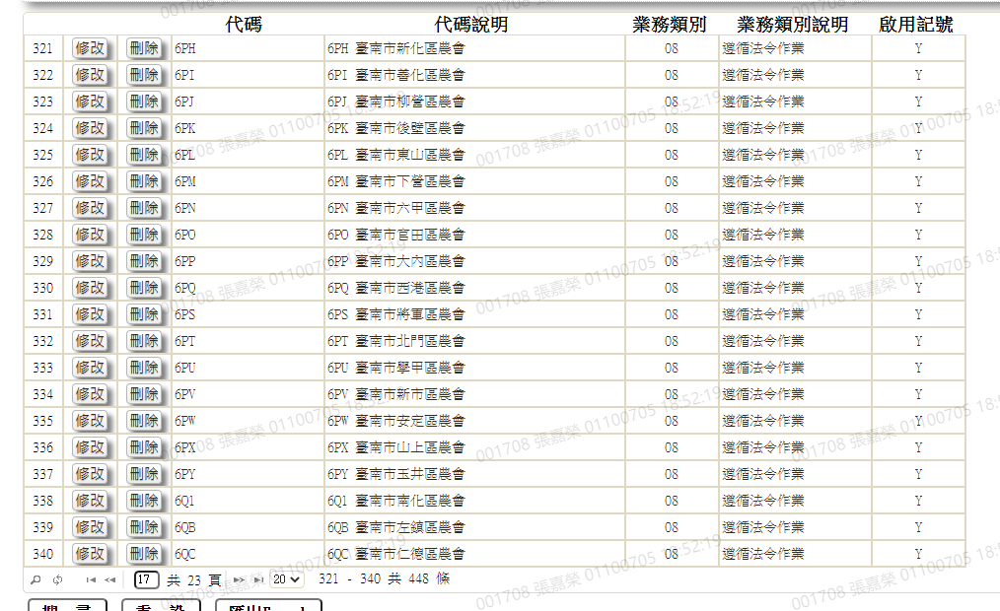 代碼 代碼說明 業務類別 業務類別說明 啟用記號
321 修改 刪除 6PH 6PH 臺南市新化區農會 08 遵循法令作業 Y
322 修改 刪除 6PI 6PI 臺南市善化區農會 08 遵循法令作業 Y
323 修改 刪除 6PJ 6PJ 臺南市柳營區農會 08 遵循法令作業 Y
324 修改 刪除 6PK 6PK 臺南市後壁區農會 08 遵循法令作業 Y
325 修改 刪除 6PL 6PL 臺南市東山區農會 08 遵循法令作業 Y
326 修改 刪除 6PM 6PM 臺南市下營區農會 08 遵循法令作業 Y
327 修改 刪除 6PN 6PN 臺南市六甲區農會 08 遵循法令作業 Y
328 修改 刪除 6PO 6PO 臺南市官田區農會 08 遵循法令作業 Y
329 修改 刪除 6PP 6PP 臺南市大內區農會 08 遵循法令作業 Y
330 修改 刪除 6PQ 6PQ 臺南市西港區農會 08 遵循法令作業 Y
331 修改 刪除 6PS 6PS 臺南市將軍區農會 08 遵循法令作業 Y
332 修改 刪除 6PT 6PT 臺南市北門區農會 08 遵循法令作業 Y
333 修改 刪除 6PU 6PU 臺南市學甲區農會 08 遵循法令作業 Y
334 修改 刪除 6PV 6PV 臺南市新市區農會 08 遵循法令作業 Y
335 修改 刪除 6PW 6PW 臺南市安定區農會 08 遵循法令作業 Y
336 修改 刪除 6PX 6PX 臺南市山上區農會 08 遵循法令作業 Y
337 修改 刪除 6PY 6PY 臺南市玉井區農會 08 遵循法令作業 Y
338 修改 刪除 6Q1 6Q1 臺南市南化區農會 08 遵循法令作業 Y
339 修改 刪除 6QB 6QB 臺南市左鎮區農會 08 遵循法令作業 Y
340 修改 刪除 6QC 6QC 臺南市仁德區農會 08 遵循法令作業 Y
17 共 23 頁 20 321 - 340 共 448 條
搜 尋 重 設 匯出Excel
001708 張嘉榮 01100705 18:52:19